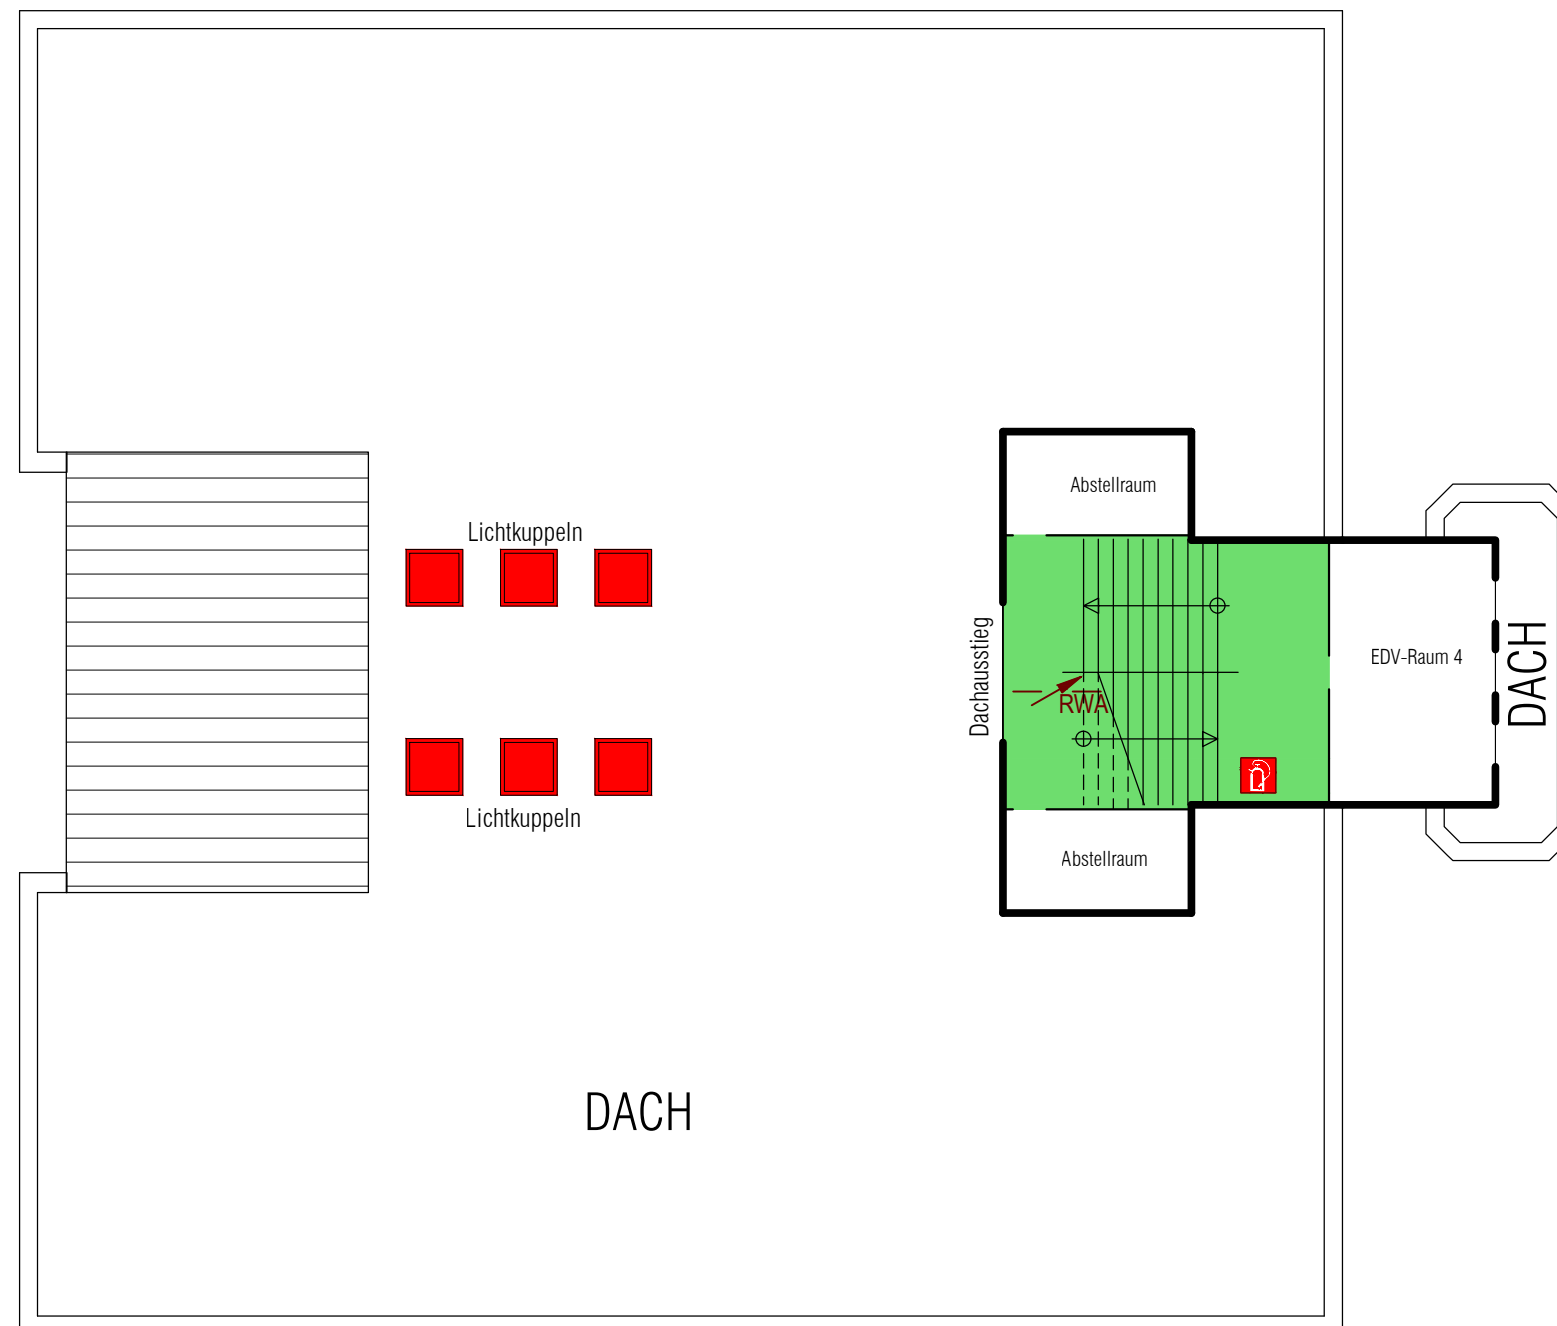 Abstellraum
Lichtkuppeln
Dachausstieg
EDV-Raum 4
DACH
RWA
Lichtkuppeln
Abstellraum
DACH